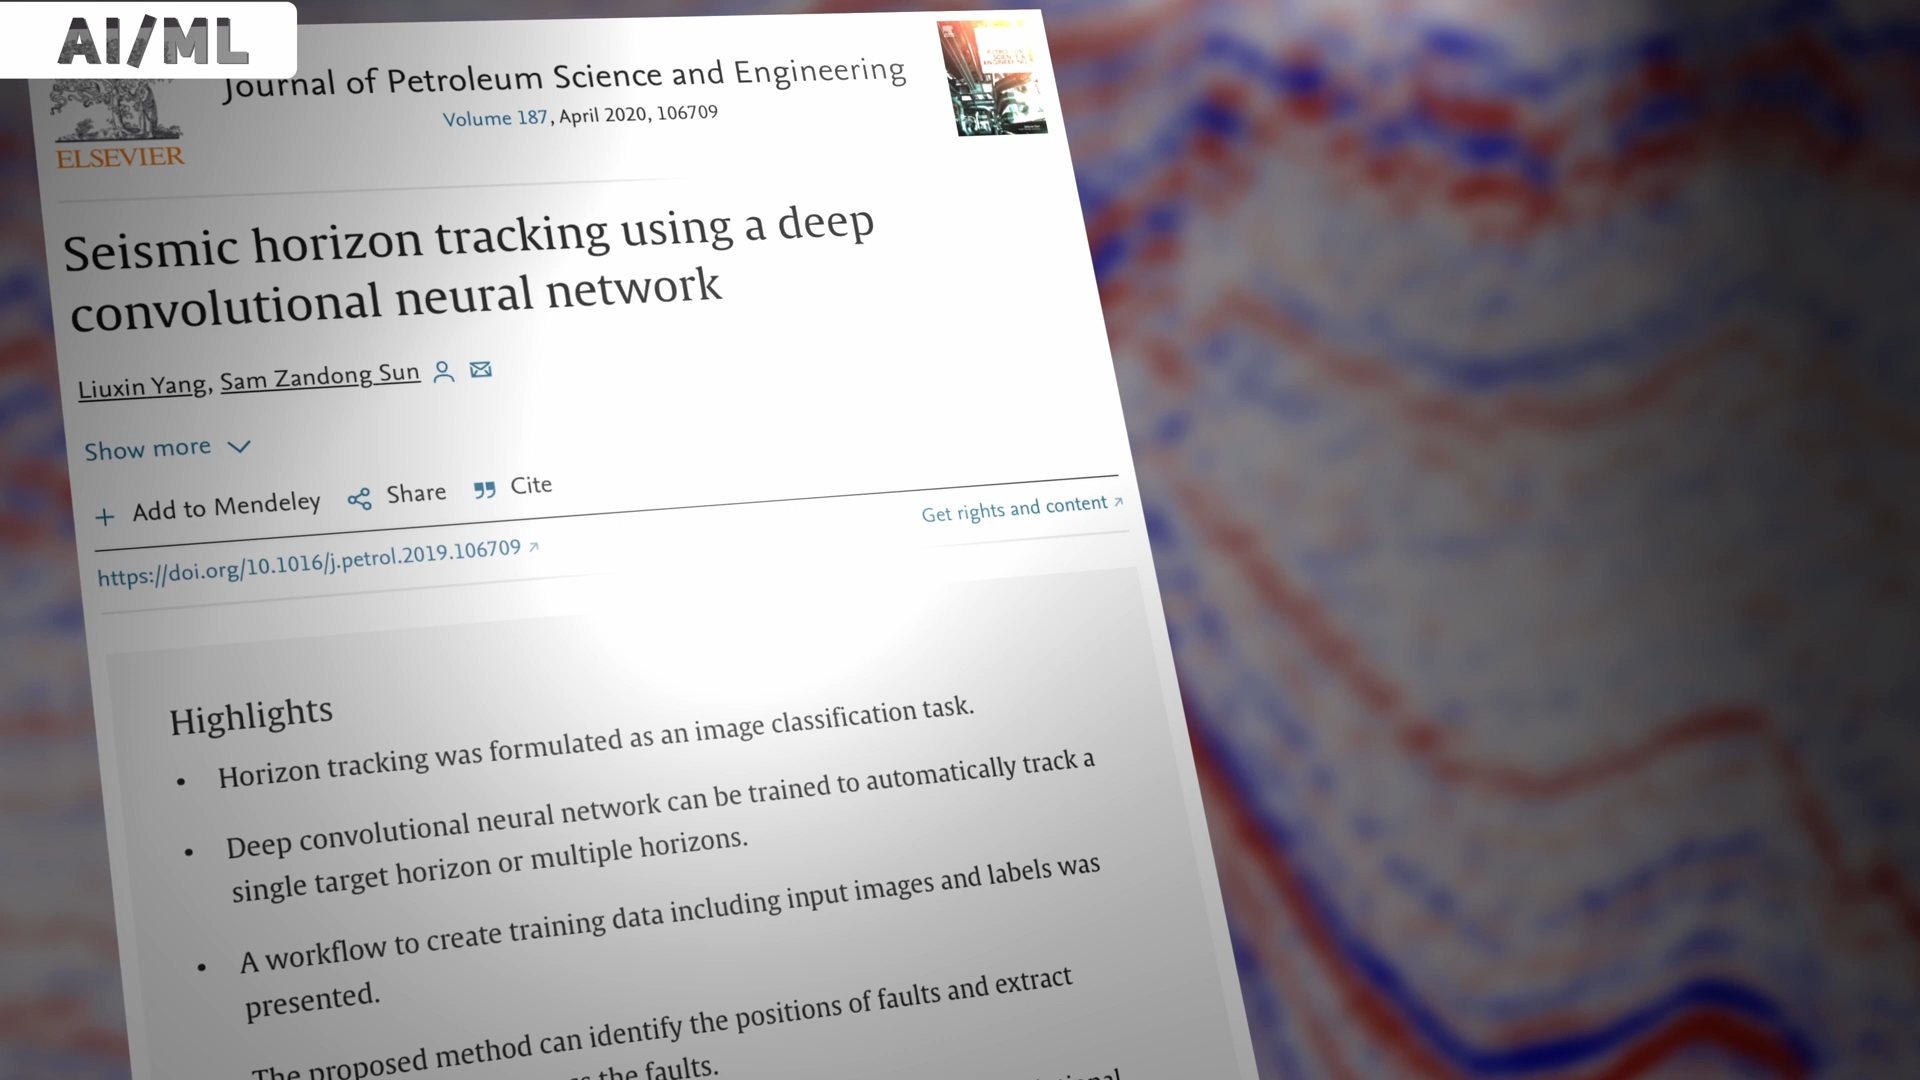 AI/ML
Journal of Petroleum Science and Engineering
Volume 187, April 2020, 106709
ELSEVIER
Seismic horizon tracking using a deep
convolutional neural network
Liuxin Yang, Sam Zandong Sun
Show more
+ Add to Mendeley Share Cite
Get rights and content
https://doi.org/10.1016/j.petrol.2019.106709
Highlights
• Horizon tracking was formulated as an image classification task.
• Deep convolutional neural network can be trained to automatically track a
single target horizon or multiple horizons.
• A workflow to create training data including input images and labels was
presented.
The proposed method can identify the positions of faults and extract
the faults.